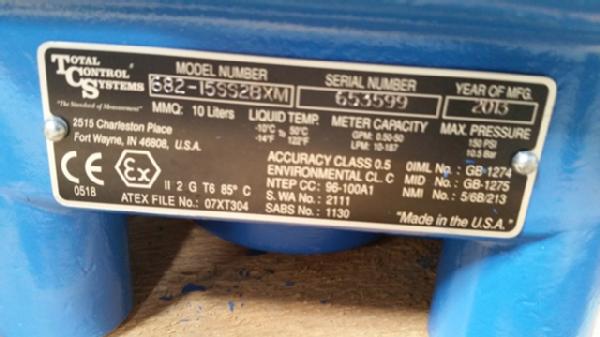 TOTAL CONTROL SYSTEMS
"The Standard of Measurement"
2515 Charleston Place
Fort Wayne, IN 46808, U.S.A.
MODEL NUMBER
682-15SS2BXM
SERIAL NUMBER
653599
YEAR OF MFG.
2013
MMQ: 10 Liters
LIQUID TEMP.
-10°C to 50°C
-14°F 122°F
METER CAPACITY
GPM: 0.50-50
LPM: 10-187
MAX. PRESSURE
150 PSI
10.5 Bar
CE
0518
Ex
II 2 G T6 85° C
ATEX FILE No.: 07XT304
ACCURACY CLASS 0.5
ENVIRONMENTAL CL. C
NTEP CC: 96-100A1
S. WA No.: 2111
SABS No.: 1130
OIML No.: GB-1274
MID No.: GB-1275
NMI No.: 5/6B/213
"Made in the U.S.A."